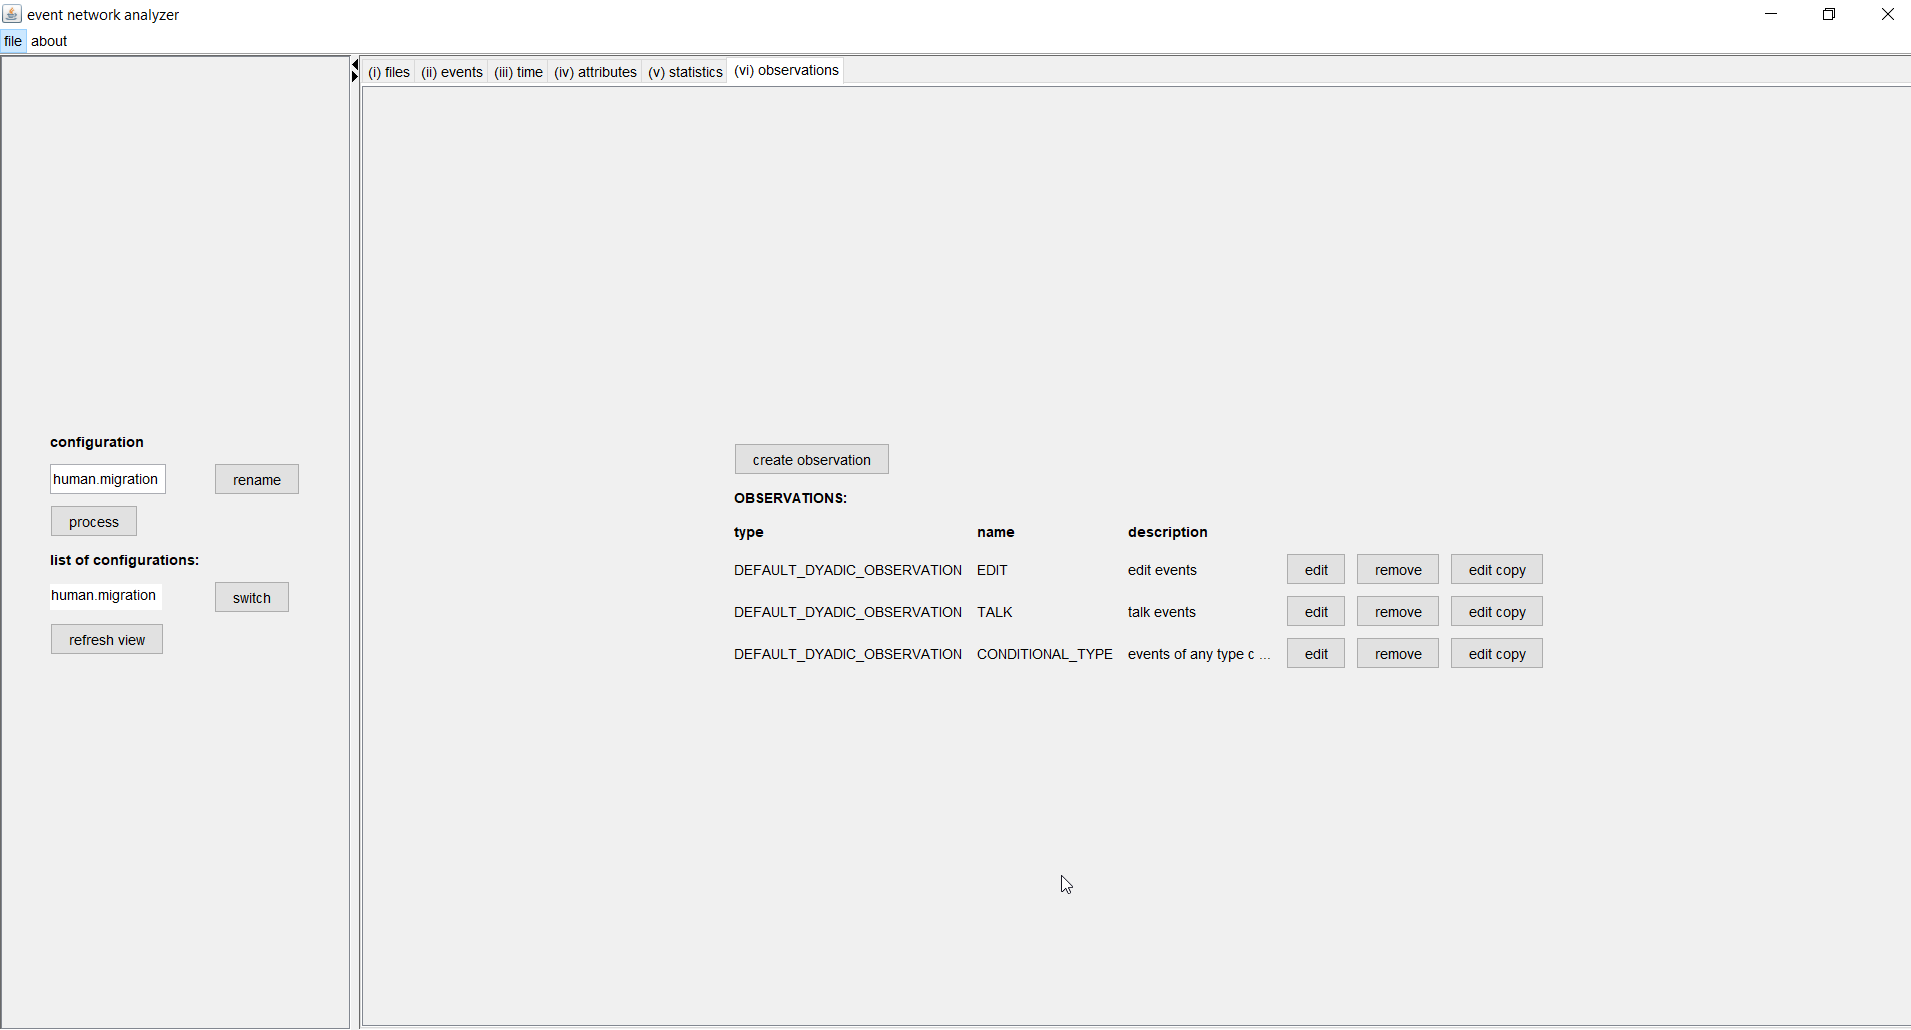 event network analyzer
file about
(i) files (ii) events (iii) time (iv) attributes (v) statistics (vi) observations
configuration
human.migration rename
process
list of configurations:
human.migration switch
refresh view
create observation
OBSERVATIONS:
type name description
DEFAULT_DYADIC_OBSERVATION EDIT edit events edit remove edit copy
DEFAULT_DYADIC_OBSERVATION TALK talk events edit remove edit copy
DEFAULT_DYADIC_OBSERVATION CONDITIONAL_TYPE events of any type c ... edit remove edit copy